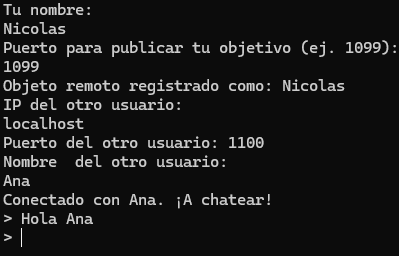 Tu nombre:
Nicolas
Puerto para publicar tu objetivo (ej. 1099):
1099
Objeto remoto registrado como: Nicolas
IP del otro usuario:
localhost
Puerto del otro usuario: 1100
Nombre  del otro usuario:
Ana
Conectado con Ana. ¡A chatear!
> Hola Ana
>